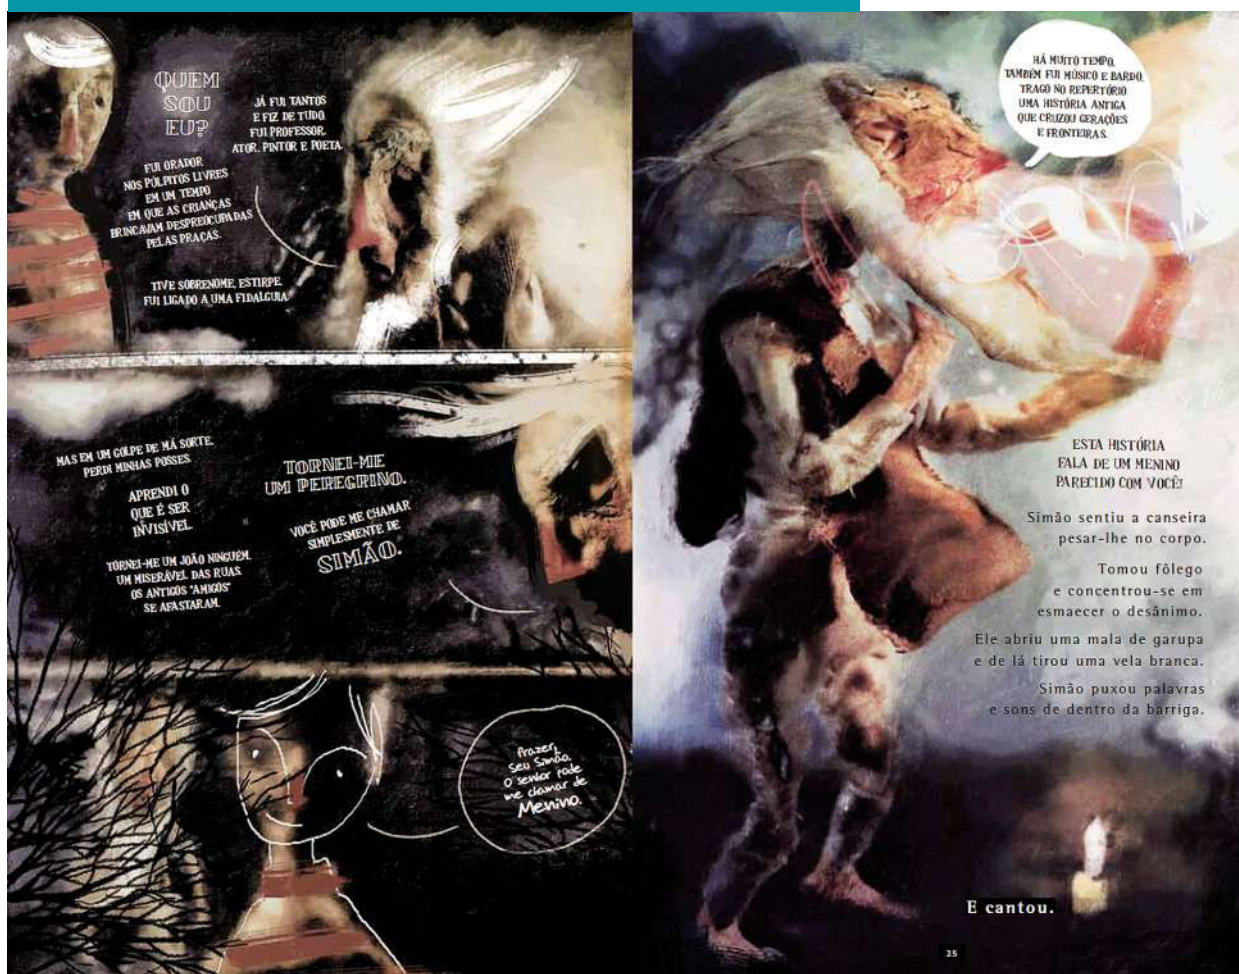 QUEM
SOU
EU?
JÁ FUI TANTOS
E FIZ DE TUDO.
FUI PROFESSOR,
ATOR, PINTOR E POETA.
FUI ORADOR
NOS PÚLPITOS LIVRES
EM UM TEMPO
EM QUE AS CRIANÇAS
BRINCAVAM DESPREOCUPADAS
PELAS PRAÇAS.
TIVE SOBRENOME, ESTIRPE,
FUI LIGADO A UMA FIDALGUIA.
MAS EM UM GOLPE DE MÁ SORTE,
PERDI MINHAS POSSES.
APRENDI O
QUE É SER
INVISÍVEL.
TORNEI-ME UM JOÃO NINGUÉM,
UM MISERÁVEL DAS RUAS.
OS ANTIGOS "AMIGOS"
SE AFASTARAM.
TORNEI-ME
UM PEREGRINO.
VOCÊ PODE ME CHAMAR
SIMPLESMENTE DE
SIMÃO.
Prazer,
seu Simão.
O senhor pode
me chamar de
Menino.
HÁ MUITO TEMPO,
TAMBÉM FUI MÚSICO E BARDO.
TRAGO NO REPERTÓRIO
UMA HISTÓRIA ANTIGA
QUE CRUZOU GERAÇÕES
E FRONTEIRAS.
ESTA HISTÓRIA
FALA DE UM MENINO
PARECIDO COM VOCÊ!
Simão sentiu a canseira
pesar-lhe no corpo.
Tomou fôlego
e concentrou-se em
esmaecer o desânimo.
Ele abriu uma mala de garupa
e de lá tirou uma vela branca.
Simão puxou palavras
e sons de dentro da barriga.
E cantou.
25